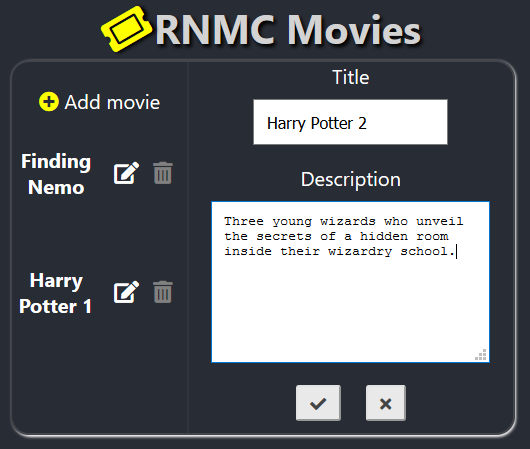 RNMC Movies
Add movie
Finding
Nemo
Harry
Potter 1
Title
Harry Potter 2
Description
Three young wizards who unveil
the secrets of a hidden room
inside their wizardry school.